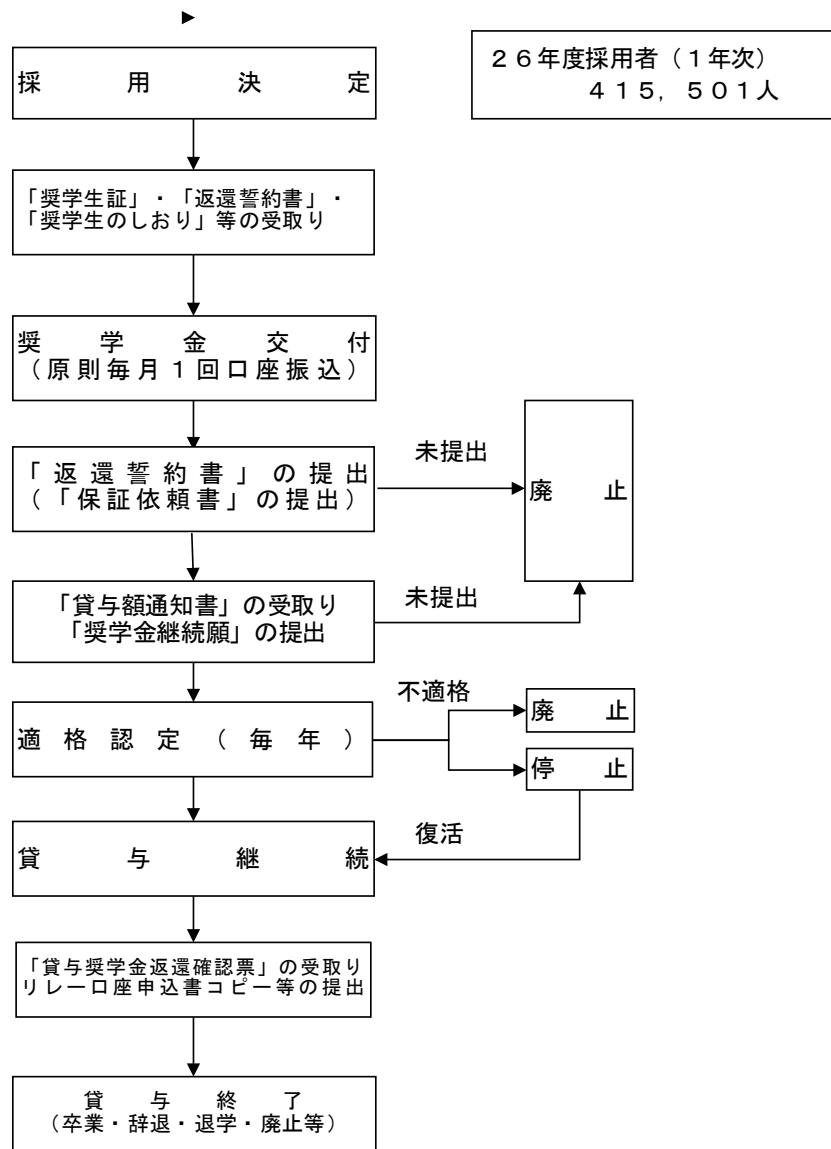 採用決定
２６年度採用者（１年次）
４１５，５０１人
「奨学生証」・「返還誓約書」・
「奨学生のしおり」等の受取り
奨学金交付
（原則毎月１回口座振込）
「返還誓約書」の提出
（「保証依頼書」の提出）
未提出
廃止
「貸与額通知書」の受取り
「奨学金継続願」の提出
未提出
適格認定（毎年）
不適格
廃止
停止
復活
貸与継続
「貸与奨学金返還確認票」の受取り
リレー口座申込書コピー等の提出
貸与終了
（卒業・辞退・退学・廃止等）